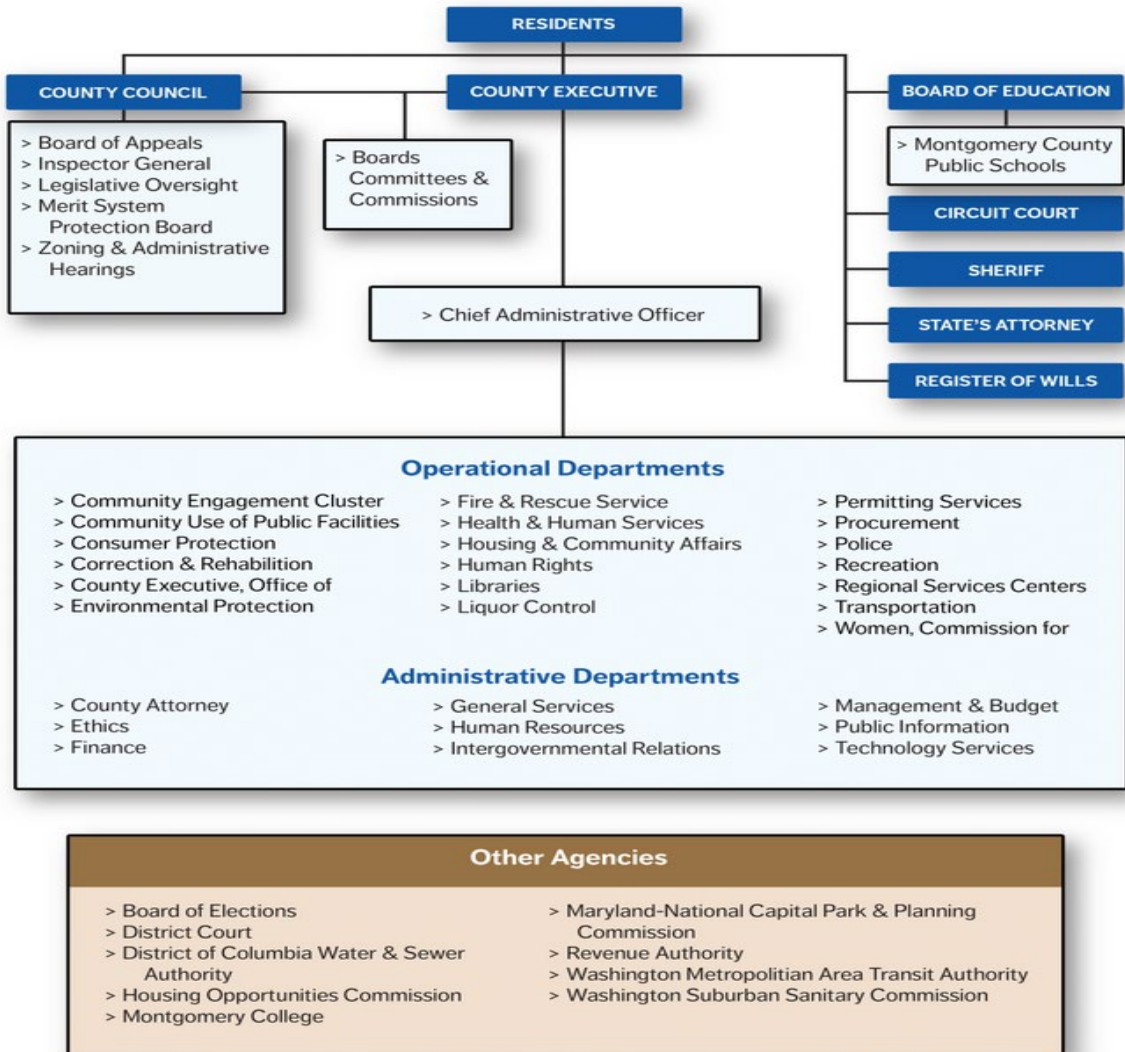 RESIDENTS
COUNTY COUNCIL
COUNTY EXECUTIVE
BOARD OF EDUCATION
> Board of Appeals
> Inspector General
> Legislative Oversight
> Merit System
Protection Board
> Zoning & Administrative
Hearings
> Boards
Committees &
Commissions
> Montgomery County
Public Schools
CIRCUIT COURT
SHERIFF
STATE'S ATTORNEY
REGISTER OF WILLS
> Chief Administrative Officer
Operational Departments
> Community Engagement Cluster
> Community Use of Public Facilities
> Consumer Protection
> Correction & Rehabilition
> County Executive, Office of
> Environmental Protection
> Fire & Rescue Service
> Health & Human Services
> Housing & Community Affairs
> Human Rights
> Libraries
> Liquor Control
> Permitting Services
> Procurement
> Police
> Recreation
> Regional Services Centers
> Transportation
> Women, Commission for
Administrative Departments
> County Attorney
> Ethics
> Finance
> General Services
> Human Resources
> Intergovernmental Relations
> Management & Budget
> Public Information
> Technology Services
Other Agencies
> Board of Elections
> District Court
> District of Columbia Water & Sewer
Authority
> Housing Opportunities Commission
> Montgomery College
> Maryland-National Capital Park & Planning
Commission
> Revenue Authority
> Washington Metropolitian Area Transit Authority
> Washington Suburban Sanitary Commission